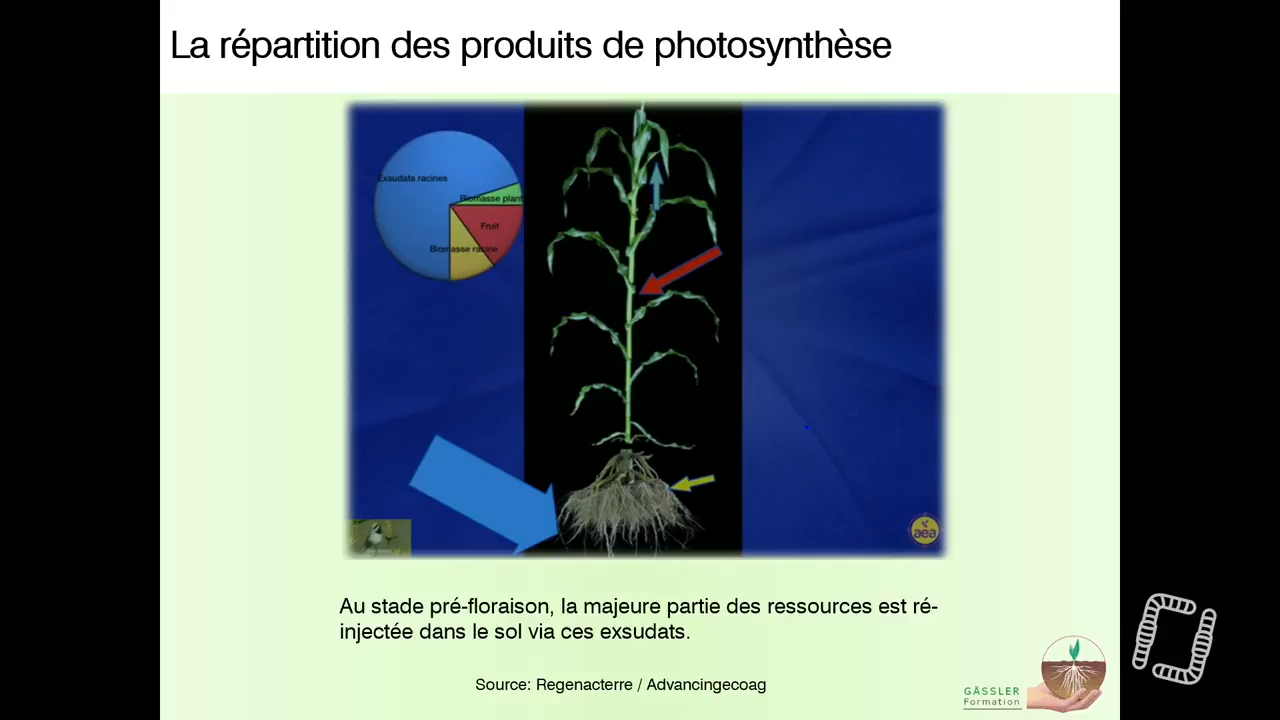 La répartition des produits de photosynthèse
Exsudats racines
Biomasse plant
Fruit
Biomasse racine
aea
Au stade pré-floraison, la majeure partie des ressources est ré-
injectée dans le sol via ces exsudats.
Source: Regenacterre / Advancingecoag
GÄSSLER
Formation